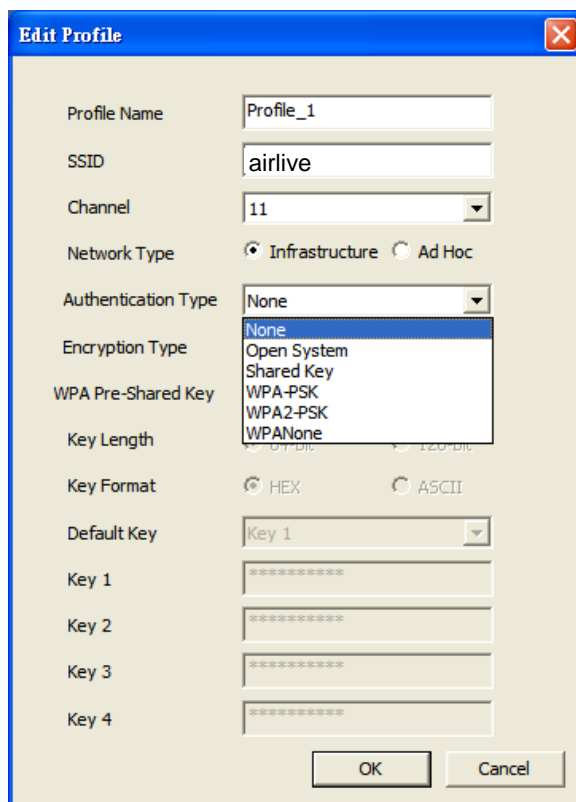 Edit Profile
Profile Name Profile_1
SSID airlive
Channel 11
Network Type Infrastructure Ad Hoc
Authentication Type None
None
Encryption Type Open System
Shared Key
WPA Pre-Shared Key WPA-PSK
WPA2-PSK
Key Length WPANone
Key Format HEX ASCII
Default Key Key 1
Key 1 **********
Key 2 **********
Key 3 **********
Key 4 **********
OK Cancel